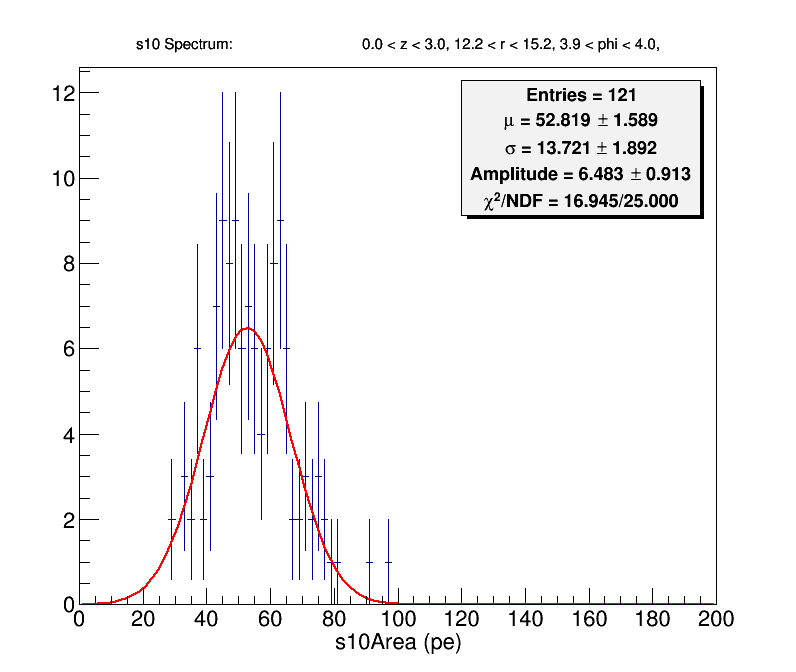 s10 Spectrum: 0.0 < z < 3.0, 12.2 < r < 15.2, 3.9 < phi < 4.0,
Entries = 121
μ = 52.819 ± 1.589
σ = 13.721 ± 1.892
Amplitude = 6.483 ± 0.913
χ²/NDF = 16.945/25.000
12
10
8
6
4
2
0
0 20 40 60 80 100 120 140 160 180 200
s10Area (pe)